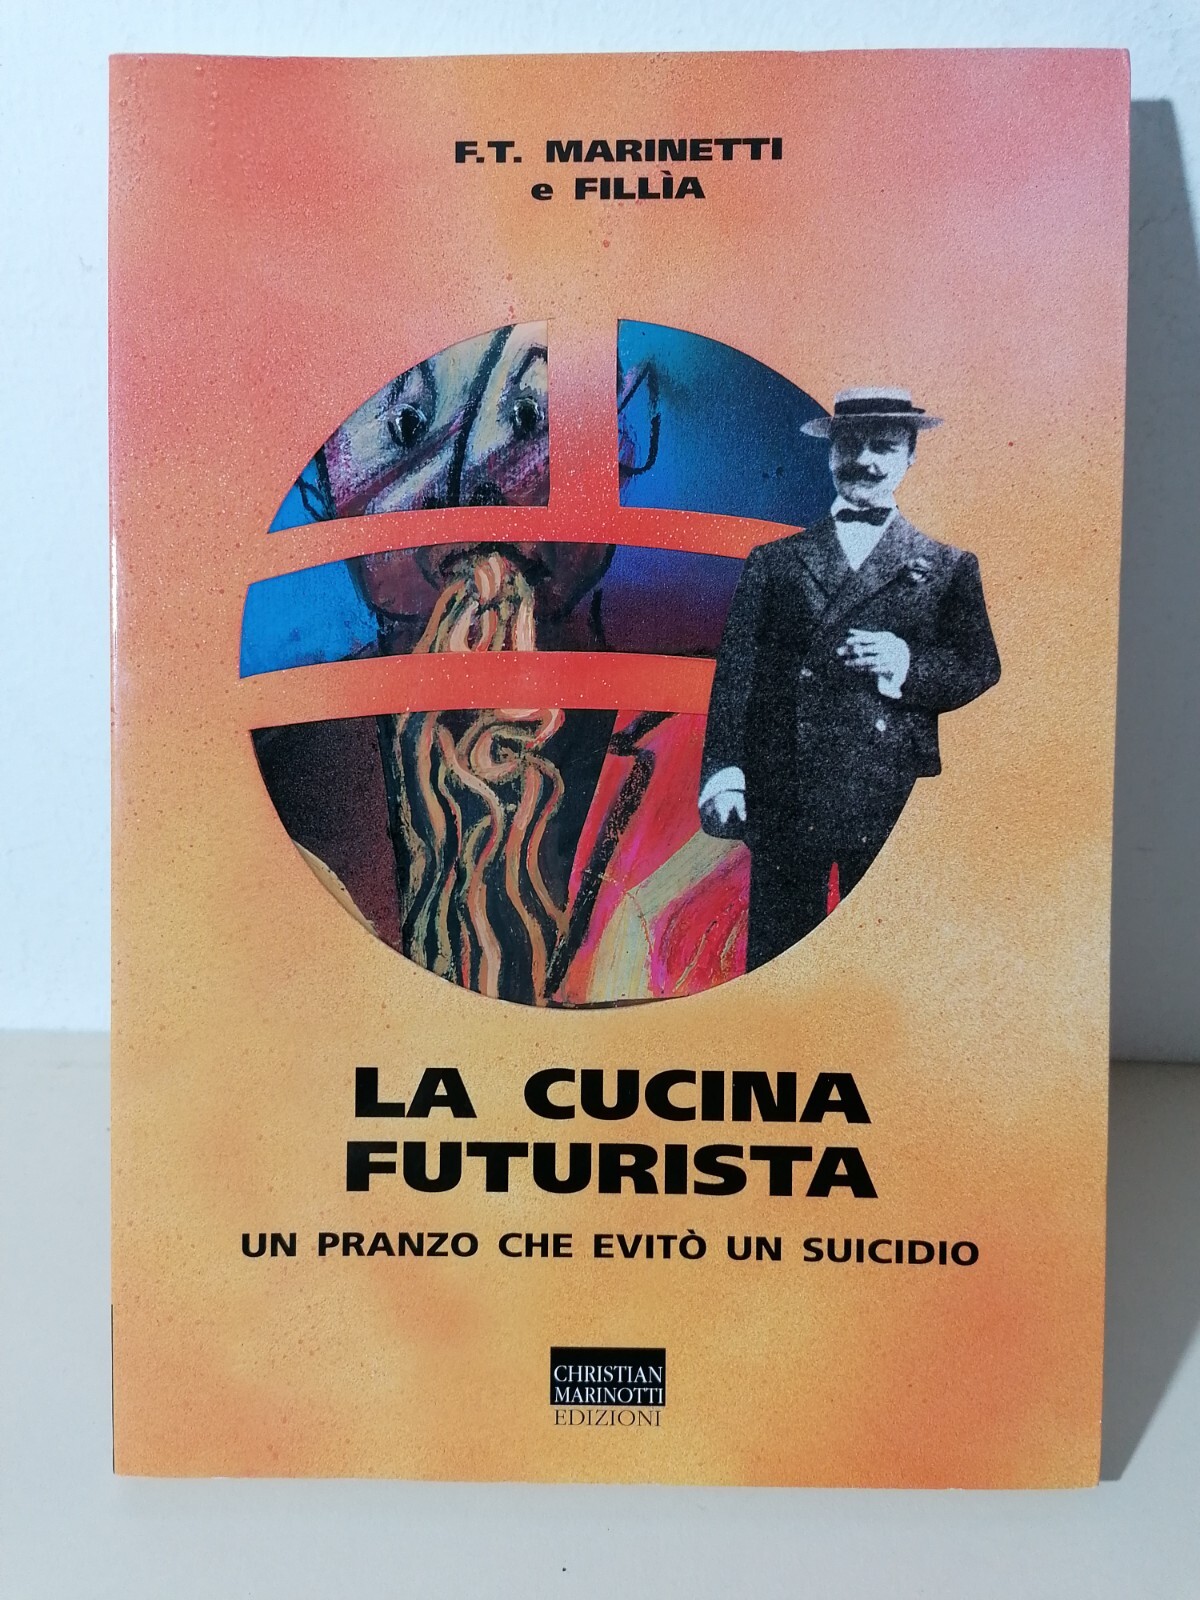 F.T. MARINETTI
e FILLÌA
LA CUCINA
FUTURISTA
UN PRANZO CHE EVITÒ UN SUICIDIO
CHRISTIAN
MARINOTTI
EDIZIONI